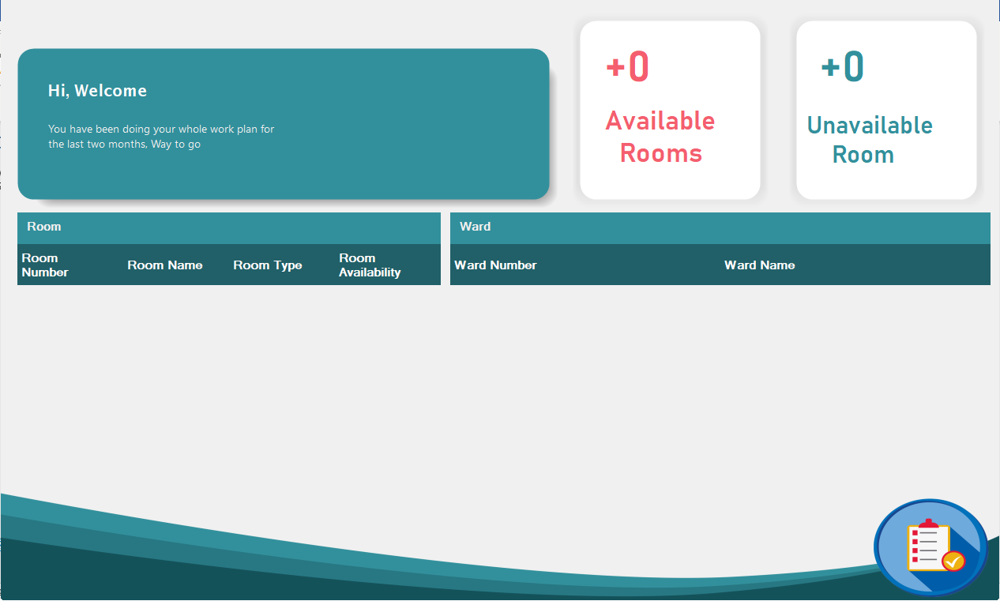 Hi, Welcome
You have been doing your whole work plan for
the last two months, Way to go
+0
Available
Rooms
+0
Unavailable
Room
Room
Room
Number
Room Name
Room Type
Room
Availability
Ward
Ward Number
Ward Name